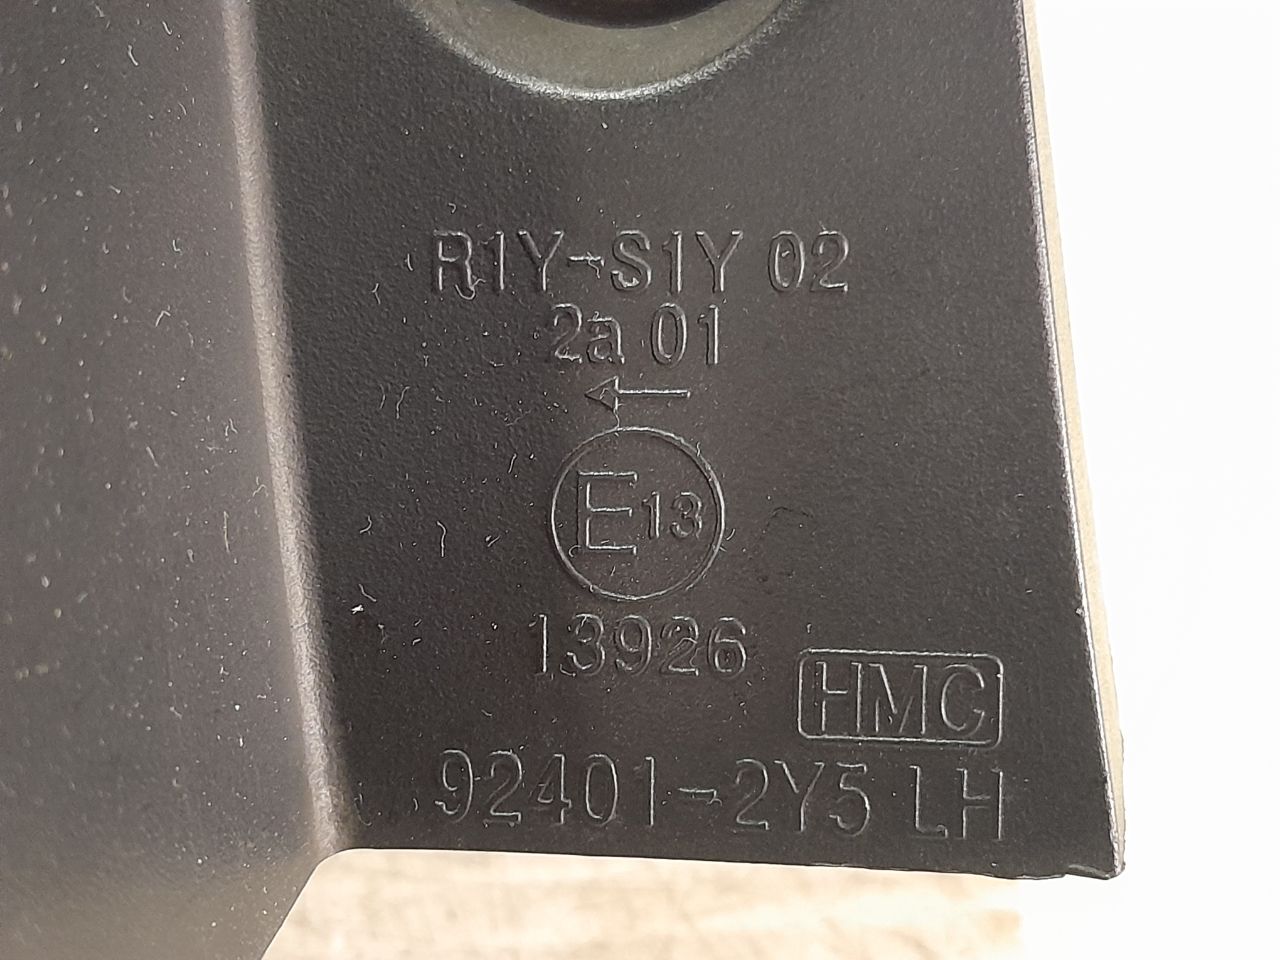 R1Y-S1Y 02
2a 01
E13
13926
HMC
92401-2Y5 LH